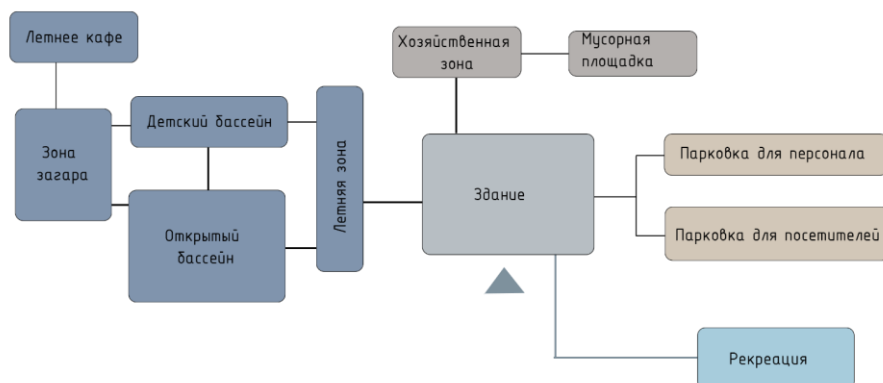 Летнее кафе
Хозяйственная
зона
Мусорная
площадка
Детский бассейн
Зона
загара
Летняя зона
Парковка для персонала
Здание
Открытый
бассейн
Парковка для посетителей
Рекреация